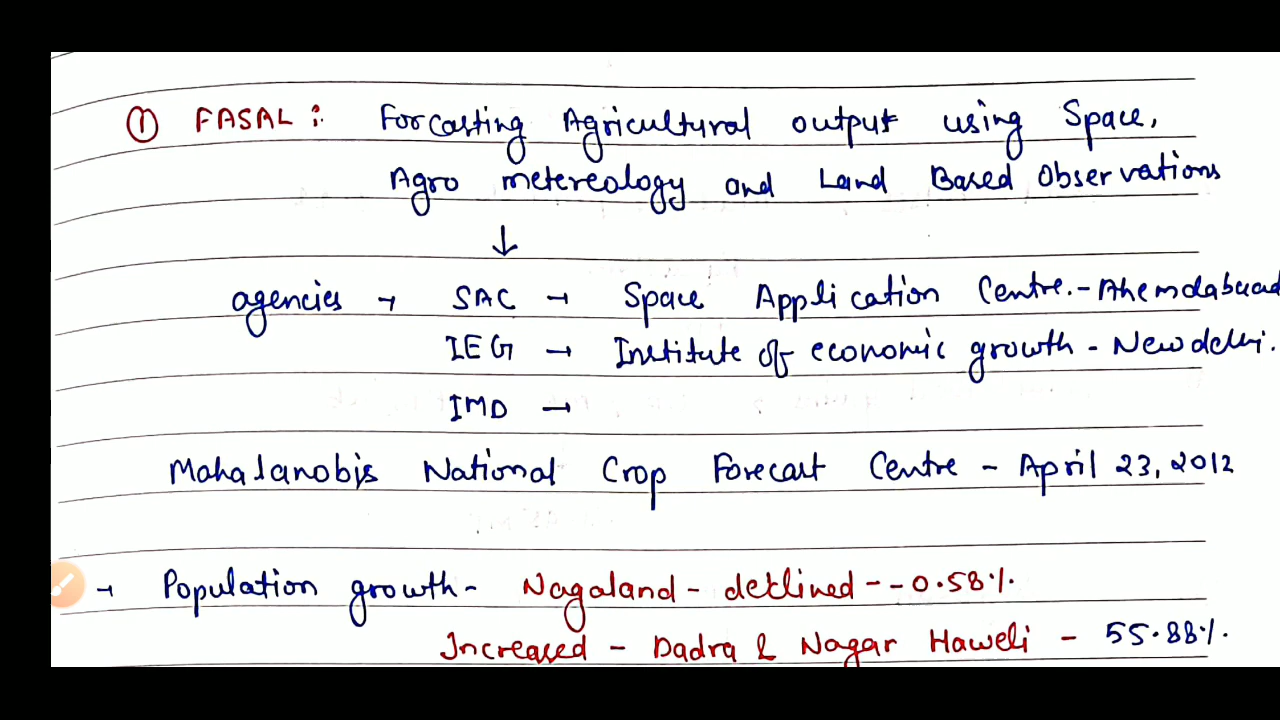 ① FASAL : Forcasting Agricultural output using Space,
Agro metereology and Land Based Observations
↓
agencies → SAC → Space Application Centre.- Ahemdabaad
IEG → Institute of economic growth - New delhi.
IMD →
Mahalanobis National Crop Forecast Centre - April 23, 2012
→ Population growth - Nagaland - declined - -0.58%.
Increased - Dadra & Nagar Haweli - 55.88%.